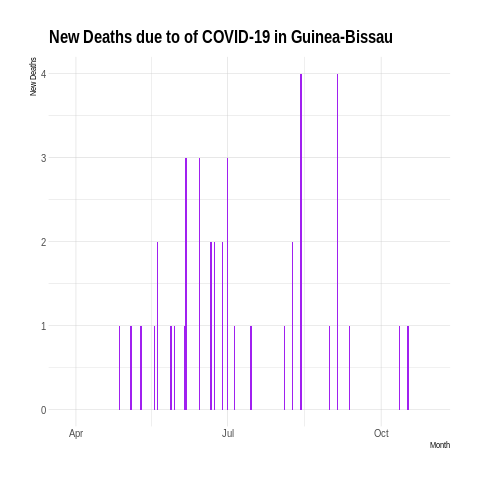 New Deaths due to of COVID-19 in Guinea-Bissau
New Deaths
4
3
2
1
0
Apr
Jul
Oct
Month